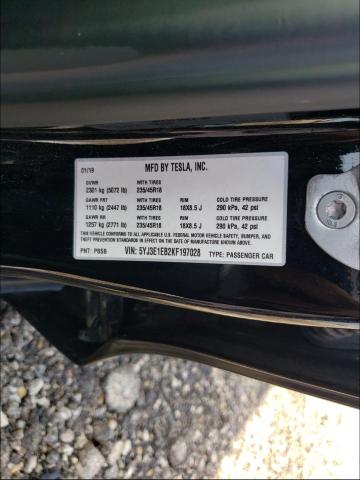 01/19 MFD BY TESLA, INC.
GVWR WITH TIRES
2301 kg (5072 lb) 235/45R18
GAWR FRT WITH TIRES RIM COLD TIRE PRESSURE
1110 kg (2447 lb) 235/45R18 18X8.5 J 290 kPa, 42 psi
GAWR RR WITH TIRES RIM COLD TIRE PRESSURE
1257 kg (2771 lb) 235/45R18 18X8.5 J 290 kPa, 42 psi
THIS VEHICLE CONFORMS TO ALL APPLICABLE U.S. FEDERAL MOTOR VEHICLE SAFETY, BUMPER, AND
THEFT PREVENTION STANDARDS IN EFFECT ON THE DATE OF MANUFACTURE SHOWN ABOVE.
PNT: PBSB VIN: 5YJ3E1EB2KF197028 TYPE: PASSENGER CAR